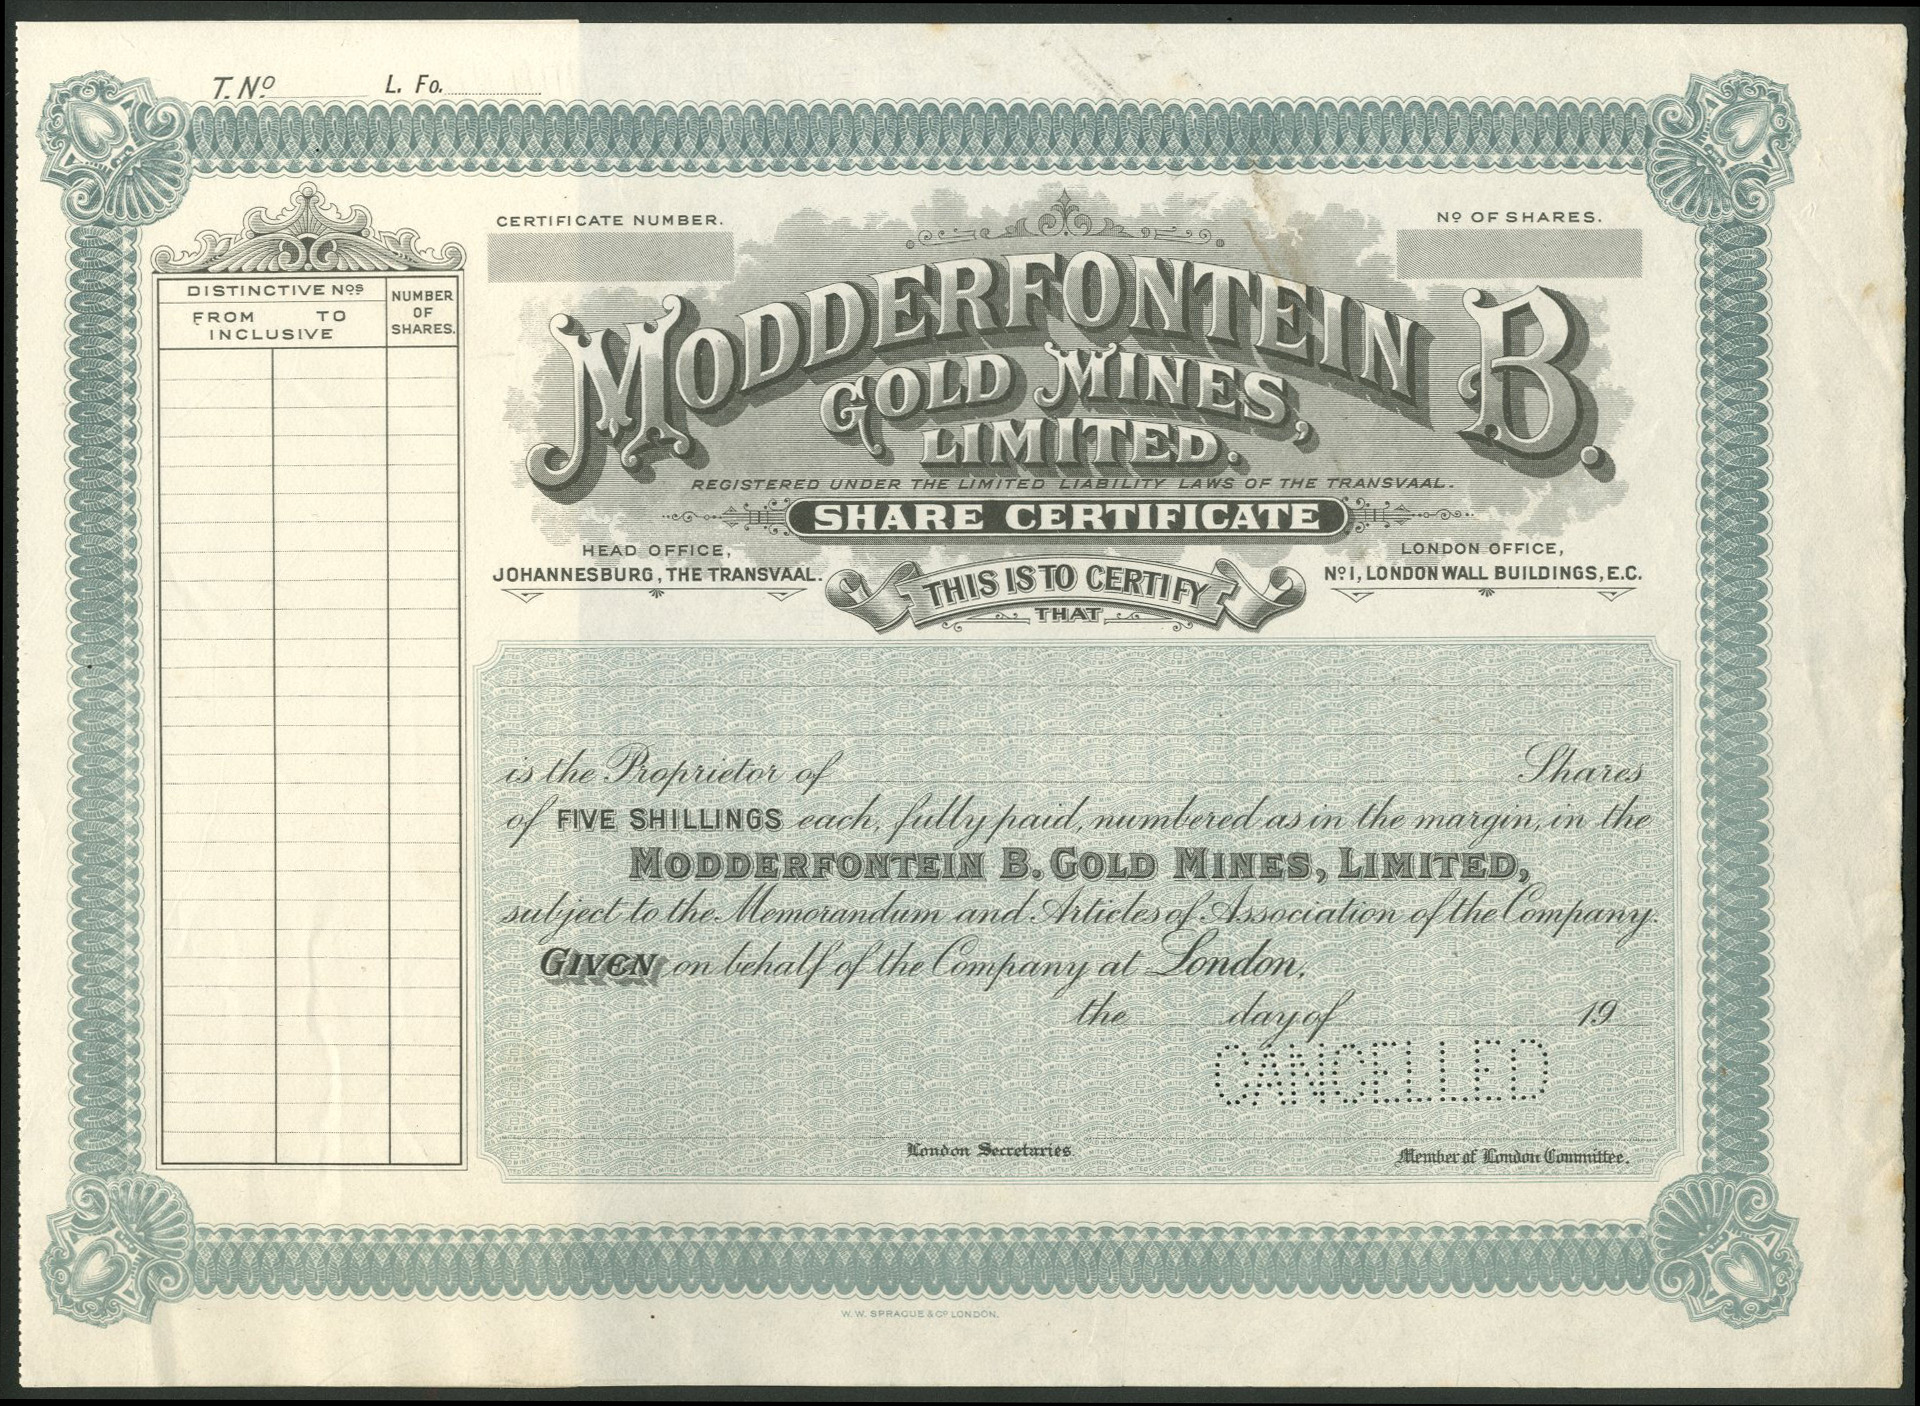 T. Nº L. Fo.
CERTIFICATE NUMBER.
Nº OF SHARES.
DISTINCTIVE Nos
FROM TO
INCLUSIVE
NUMBER
OF
SHARES.
MODDERFONTEIN B.
GOLD MINES,
LIMITED.
REGISTERED UNDER THE LIMITED LIABILITY LAWS OF THE TRANSVAAL.
SHARE CERTIFICATE
HEAD OFFICE,
JOHANNESBURG, THE TRANSVAAL.
LONDON OFFICE,
Nº 1, LONDON WALL BUILDINGS, E.C.
THIS IS TO CERTIFY
THAT
is the Proprietor of Shares
of FIVE SHILLINGS each, fully paid, numbered as in the margin, in the
MODDERFONTEIN B. GOLD MINES, LIMITED,
subject to the Memorandum and Articles of Association of the Company.
GIVEN on behalf of the Company at London,
the day of 19
CANCELLED
London Secretaries.
Member of London Committee.
W. W. SPRAGUE & Cº LONDON.